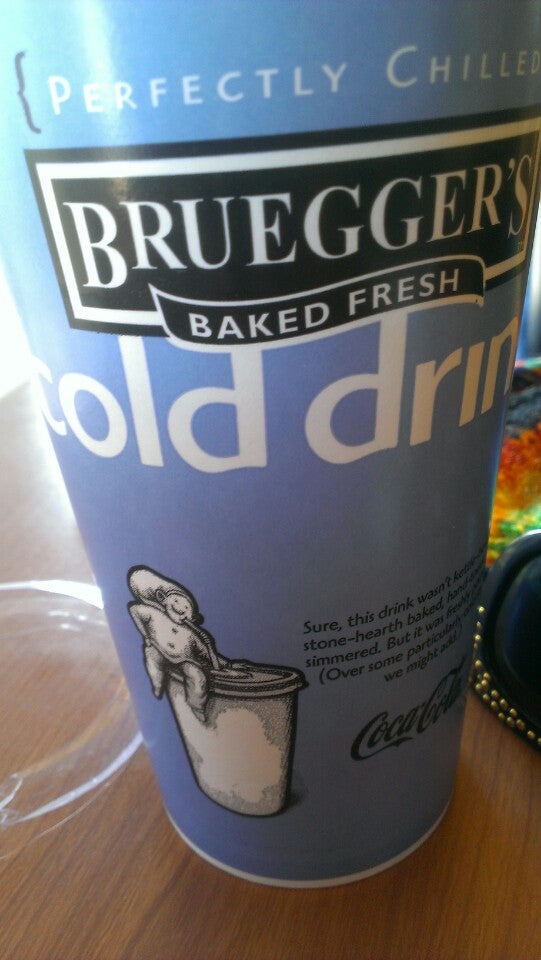 {PERFECTLY CHILLED
BRUEGGER'S
BAKED FRESH
cold drin
Sure, this drink wasn't kettle
stone-hearth baked, hand
simmered. But it was freshly
(Over some particularly
we might add.)
Coca-Cola